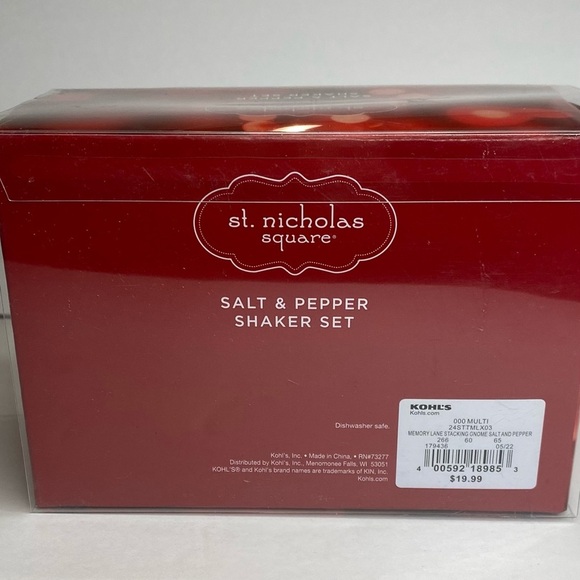 st. nicholas
square®
SALT & PEPPER
SHAKER SET
Dishwasher safe.
Kohl's, Inc. • Made in China. • RN#73277
Distributed by Kohl's, Inc., Menomonee Falls, WI 53051
KOHL'S® and Kohl's brand names are trademarks of KIN, Inc.
Kohls.com
KOHL'S
Kohls.com
000 MULTI
24STTMLX03
MEMORY LANE STACKING GNOME SALT AND PEPPER
266 60 65
179436 05/22
4 00592 18985 3
$19.99